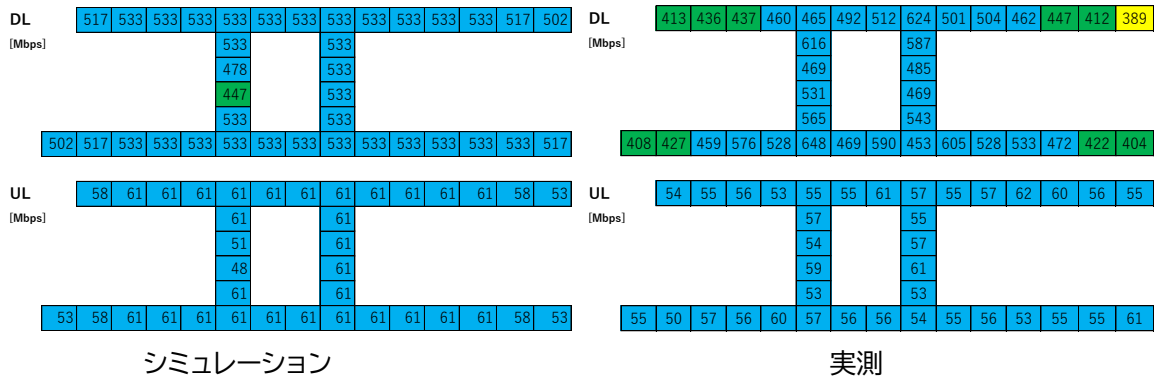 DL 517 533 533 533 533 533 533 533 533 533 533 533 517 502
[Mbps] 533 533
478 533
447 533
533 533
502 517 533 533 533 533 533 533 533 533 533 533 533 533 517
UL 58 61 61 61 61 61 61 61 61 61 61 61 58 53
[Mbps] 61 61
51 61
48 61
61 61
53 58 61 61 61 61 61 61 61 61 61 61 61 58 53
シミュレーション
DL 413 436 437 460 465 492 512 624 501 504 462 447 412 389
[Mbps] 616 587
469 485
531 469
565 543
408 427 459 576 528 648 469 590 453 605 528 533 472 422 404
UL 54 55 56 53 55 55 61 57 55 57 62 60 56 55
[Mbps] 57 55
54 57
59 61
53 53
55 50 57 56 60 57 56 56 54 55 56 53 55 55 61
実測